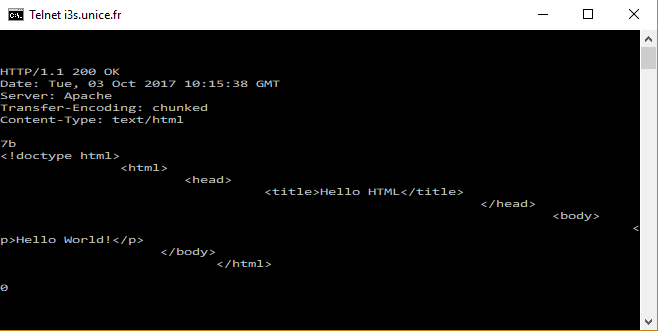 Telnet i3s.unice.fr
HTTP/1.1 200 OK
Date: Tue, 03 Oct 2017 10:15:38 GMT
Server: Apache
Transfer-Encoding: chunked
Content-Type: text/html
7b
<!doctype html>
<html>
<head>
<title>Hello HTML</title>
</head>
<body>
<
p>Hello World!</p>
</body>
</html>
0